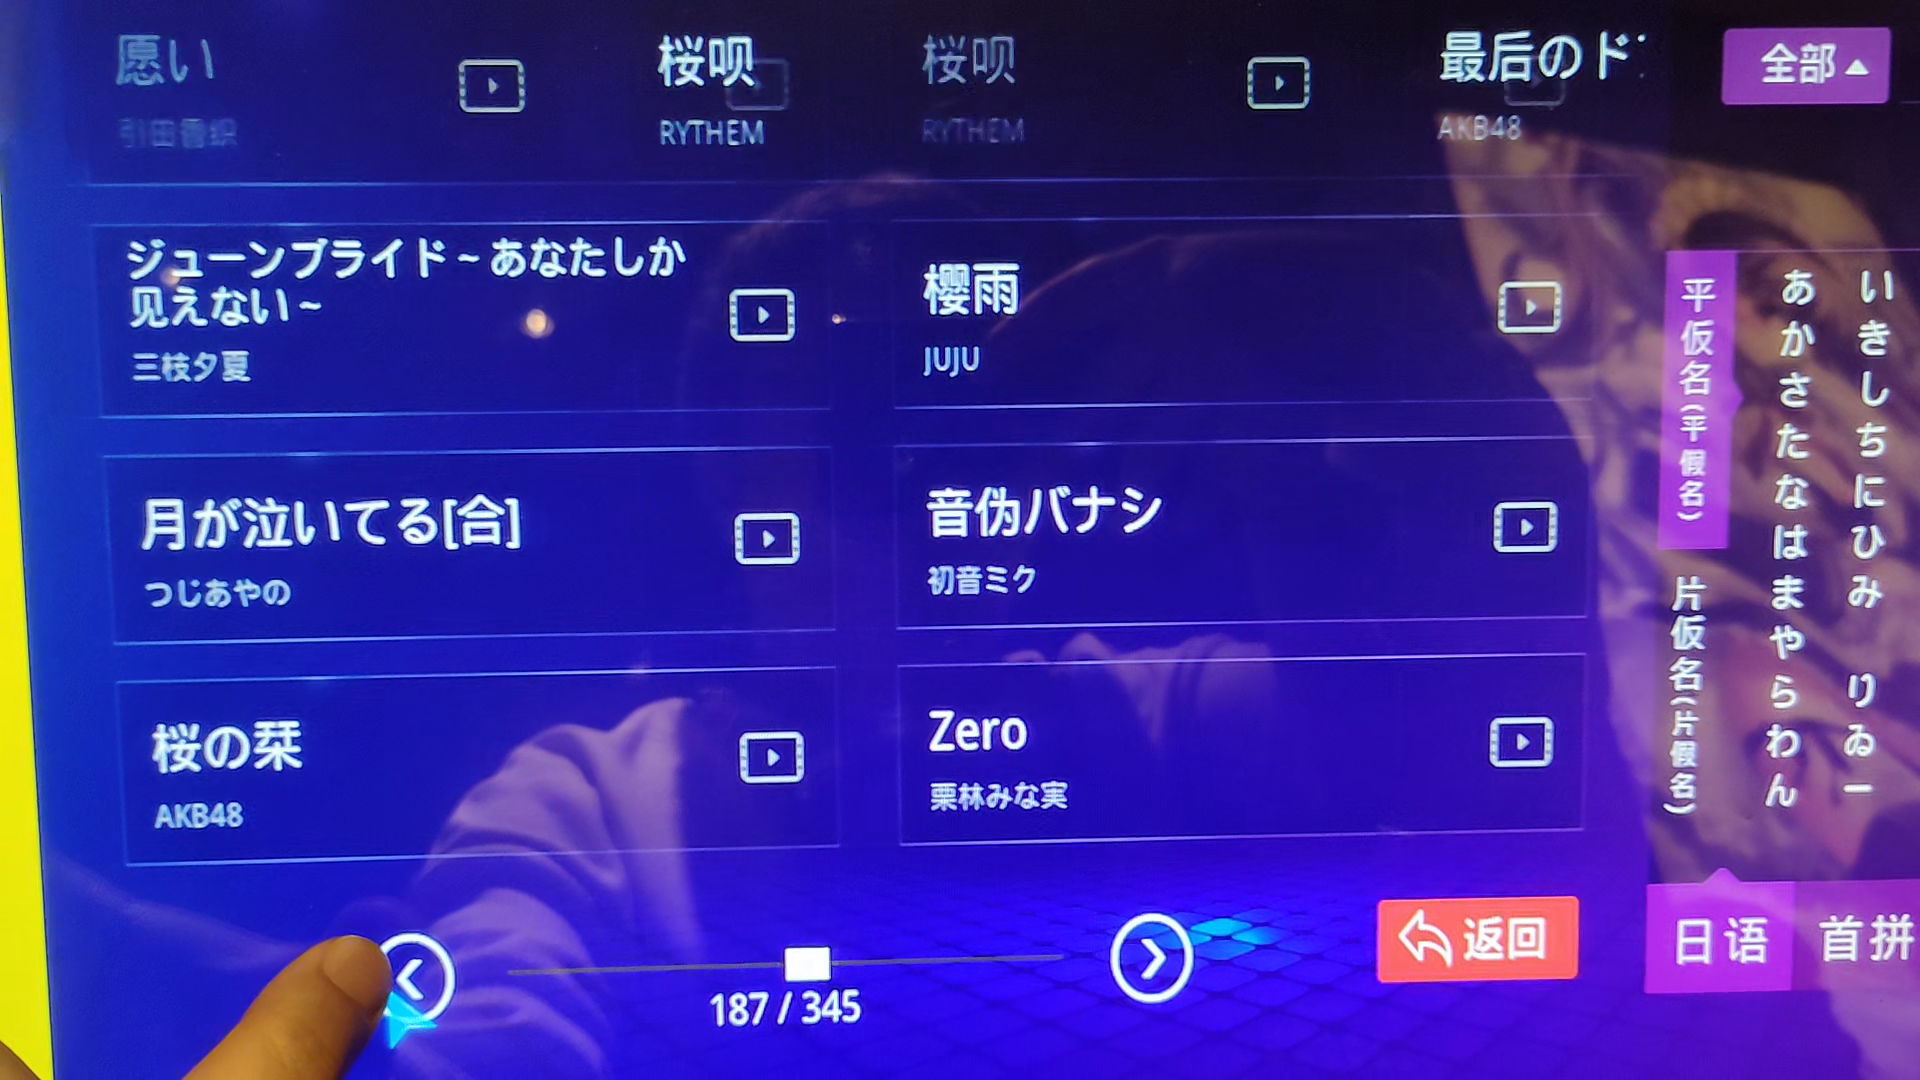 愿い
桜呗
桜呗
最后のド
全部
引田香织
RYTHEM
RYTHEM
AKB48
ジューンブライド~あなたしか
见えない~
三枝夕夏
櫻雨
JUJU
月が泣いてる[合]
つじあやの
音伪バナシ
初音ミク
桜の栞
AKB48
Zero
栗林みな実
187 / 345
返回
平仮名(平假名)
片仮名(片假名)
あかさたなはまやらわん
いきしちにひみ りゐー
日语
首拼